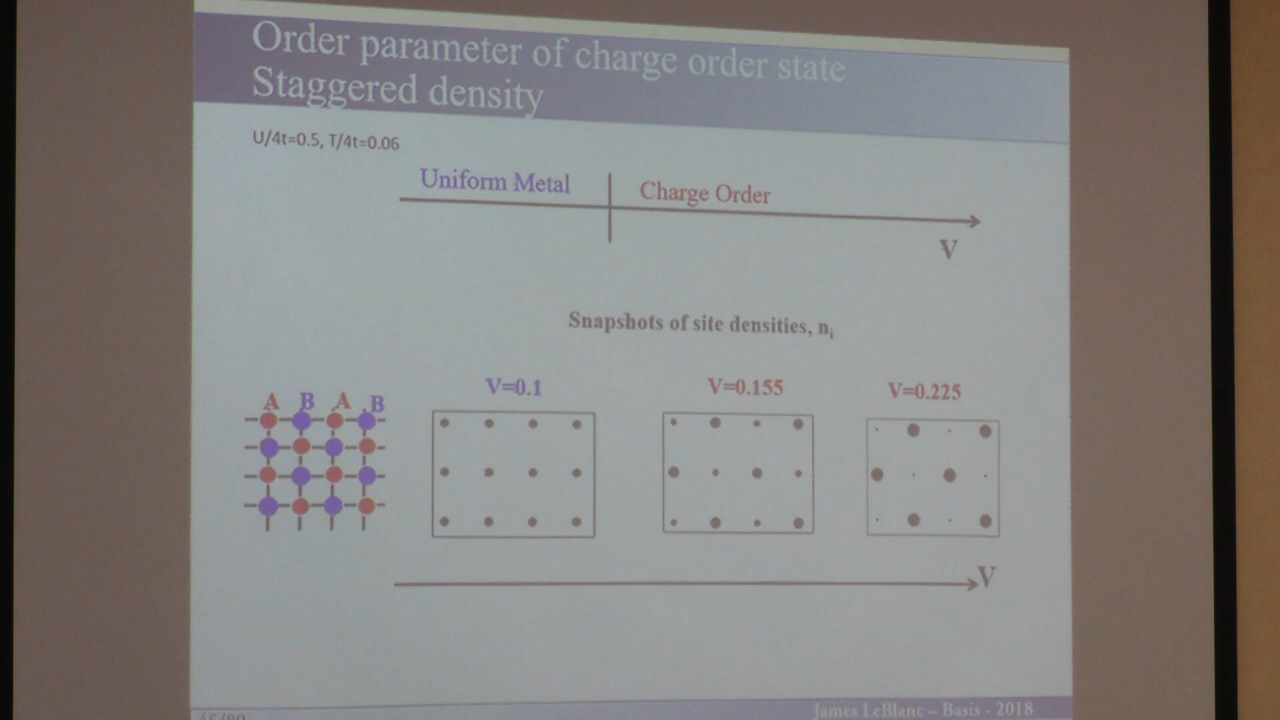 Order parameter of charge order state
Staggered density
U/4t=0.5, T/4t=0.06
Uniform Metal
Charge Order
V
Snapshots of site densities, nᵢ
A B A B
V=0.1
V=0.155
V=0.225
V
James LeBlanc – Basis - 2018